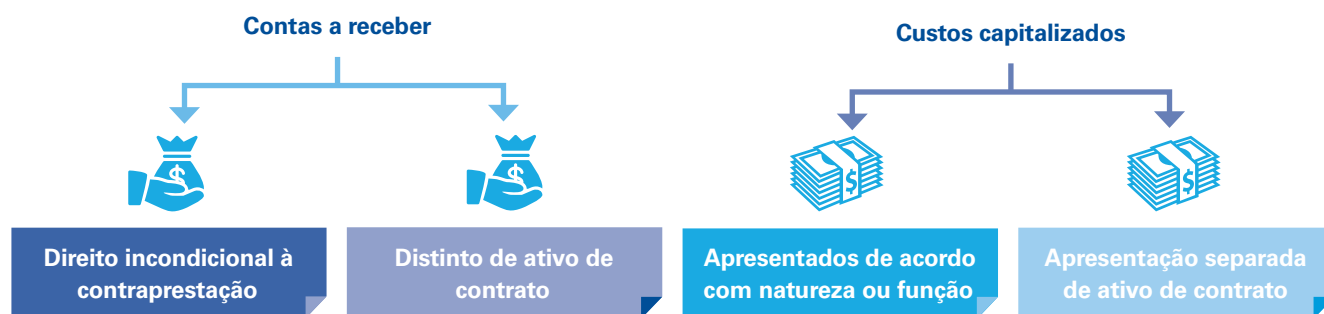 Contas a receber
Direito incondicional à
contraprestação
Distinto de ativo de
contrato
Custos capitalizados
Apresentados de acordo
com natureza ou função
Apresentação separada
de ativo de contrato